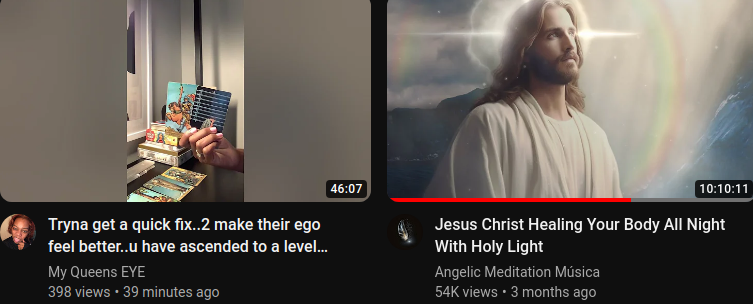 46:07
10:10:11
Tryna get a quick fix..2 make their ego
feel better..u have ascended to a level...
My Queens EYE
398 views • 39 minutes ago
Jesus Christ Healing Your Body All Night
With Holy Light
Angelic Meditation Música
54K views • 3 months ago